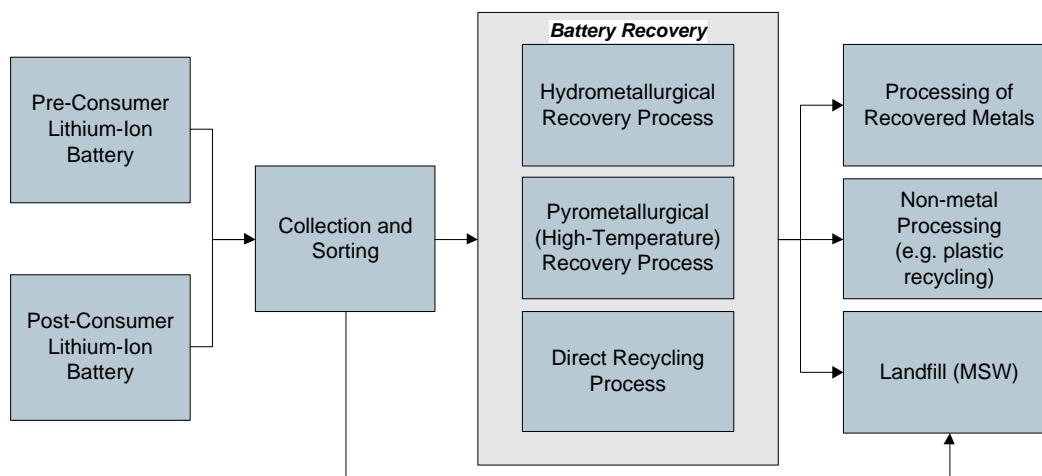 Pre-Consumer
Lithium-Ion
Battery
Post-Consumer
Lithium-Ion
Battery
Collection and
Sorting
Battery Recovery
Hydrometallurgical
Recovery Process
Pyrometallurgical
(High-Temperature)
Recovery Process
Direct Recycling
Process
Processing of
Recovered Metals
Non-metal
Processing
(e.g. plastic
recycling)
Landfill (MSW)